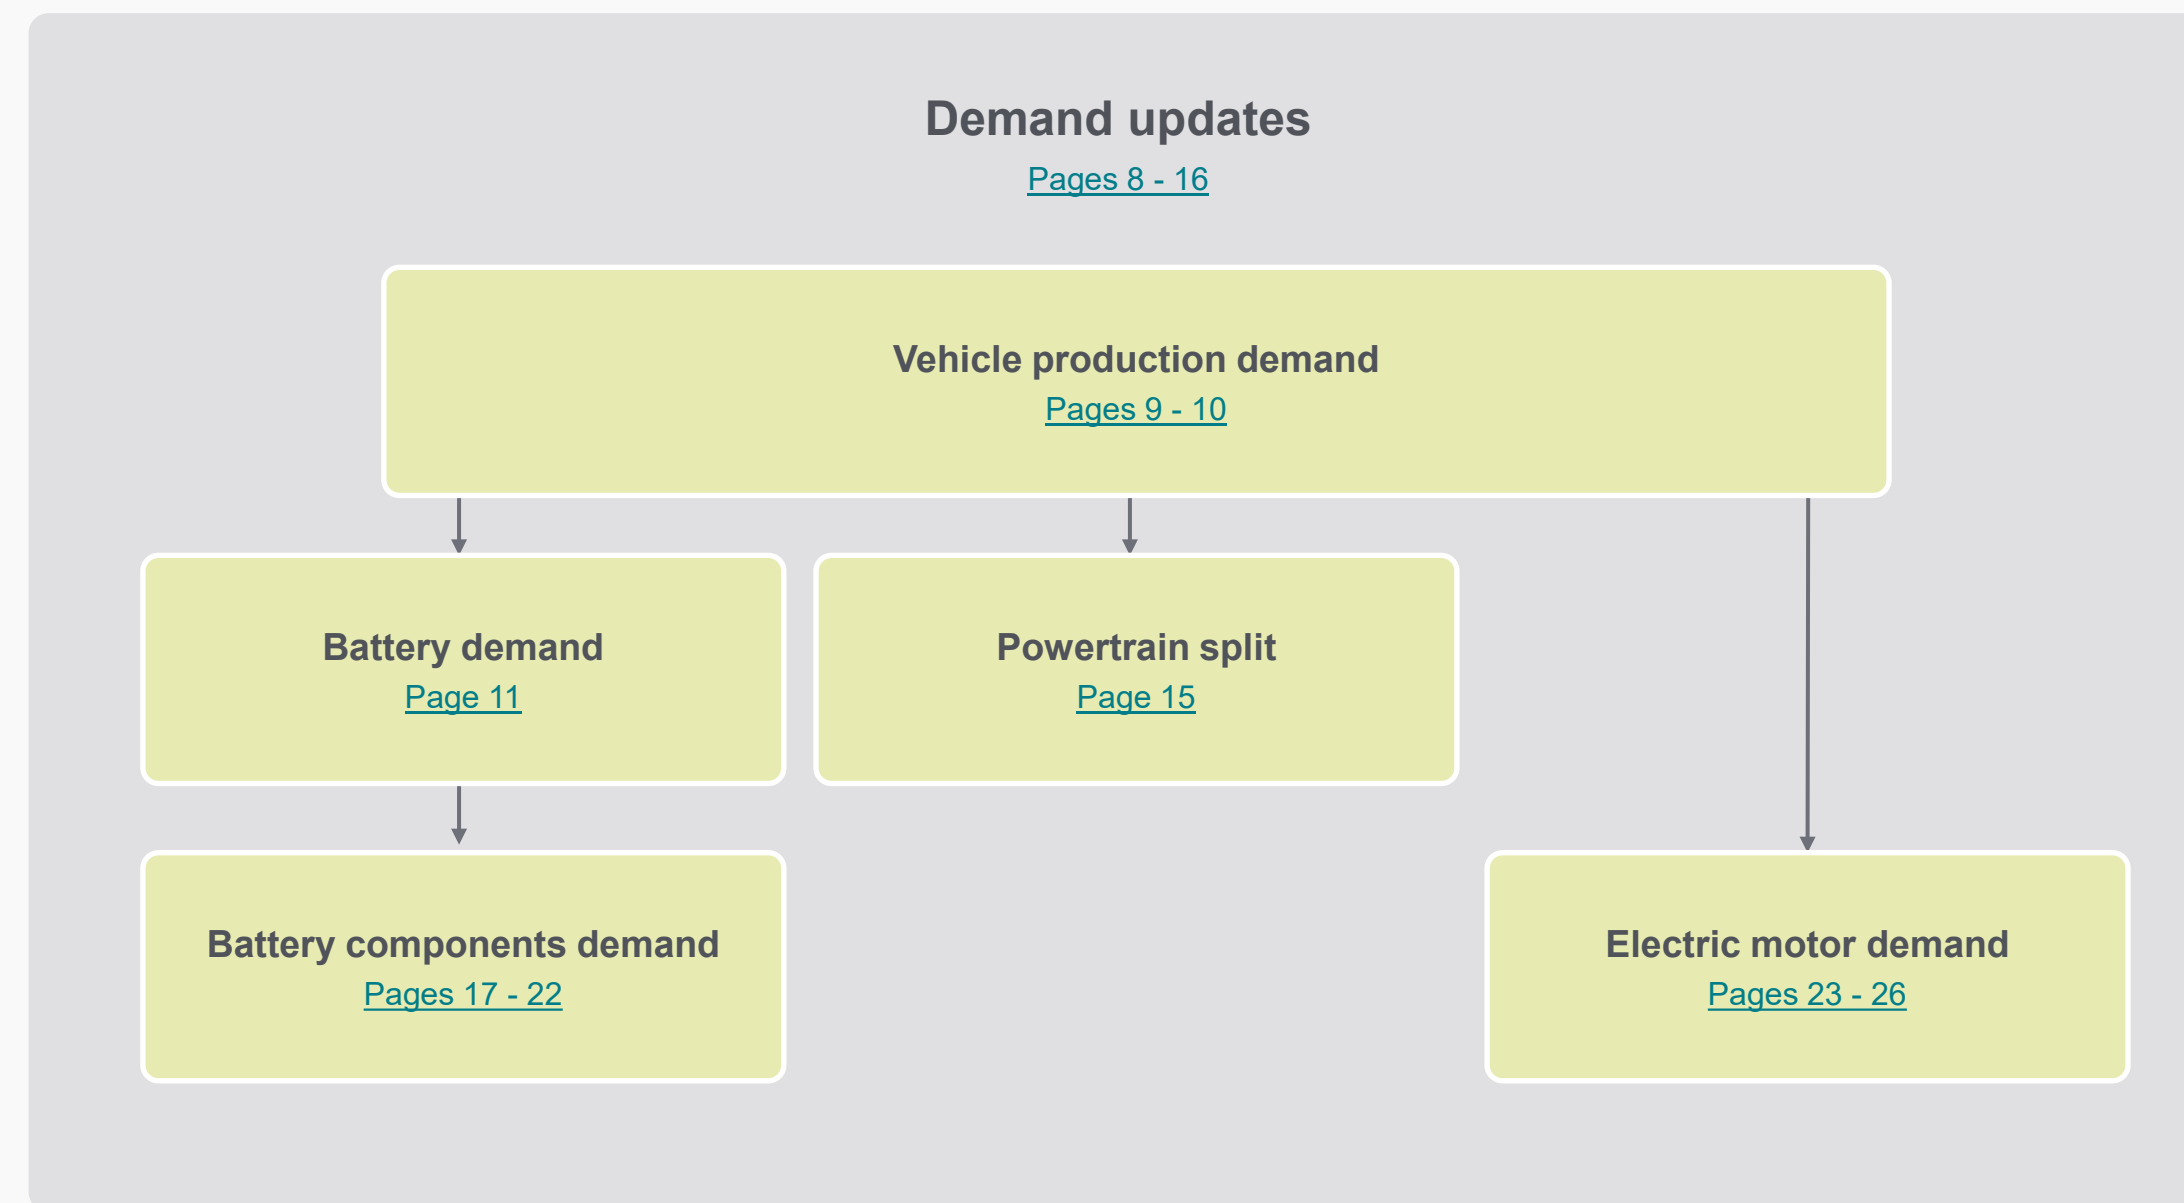 Demand updates
Pages 8 - 16
Vehicle production demand
Pages 9 - 10
Battery demand
Page 11
Powertrain split
Page 15
Battery components demand
Pages 17 - 22
Electric motor demand
Pages 23 - 26